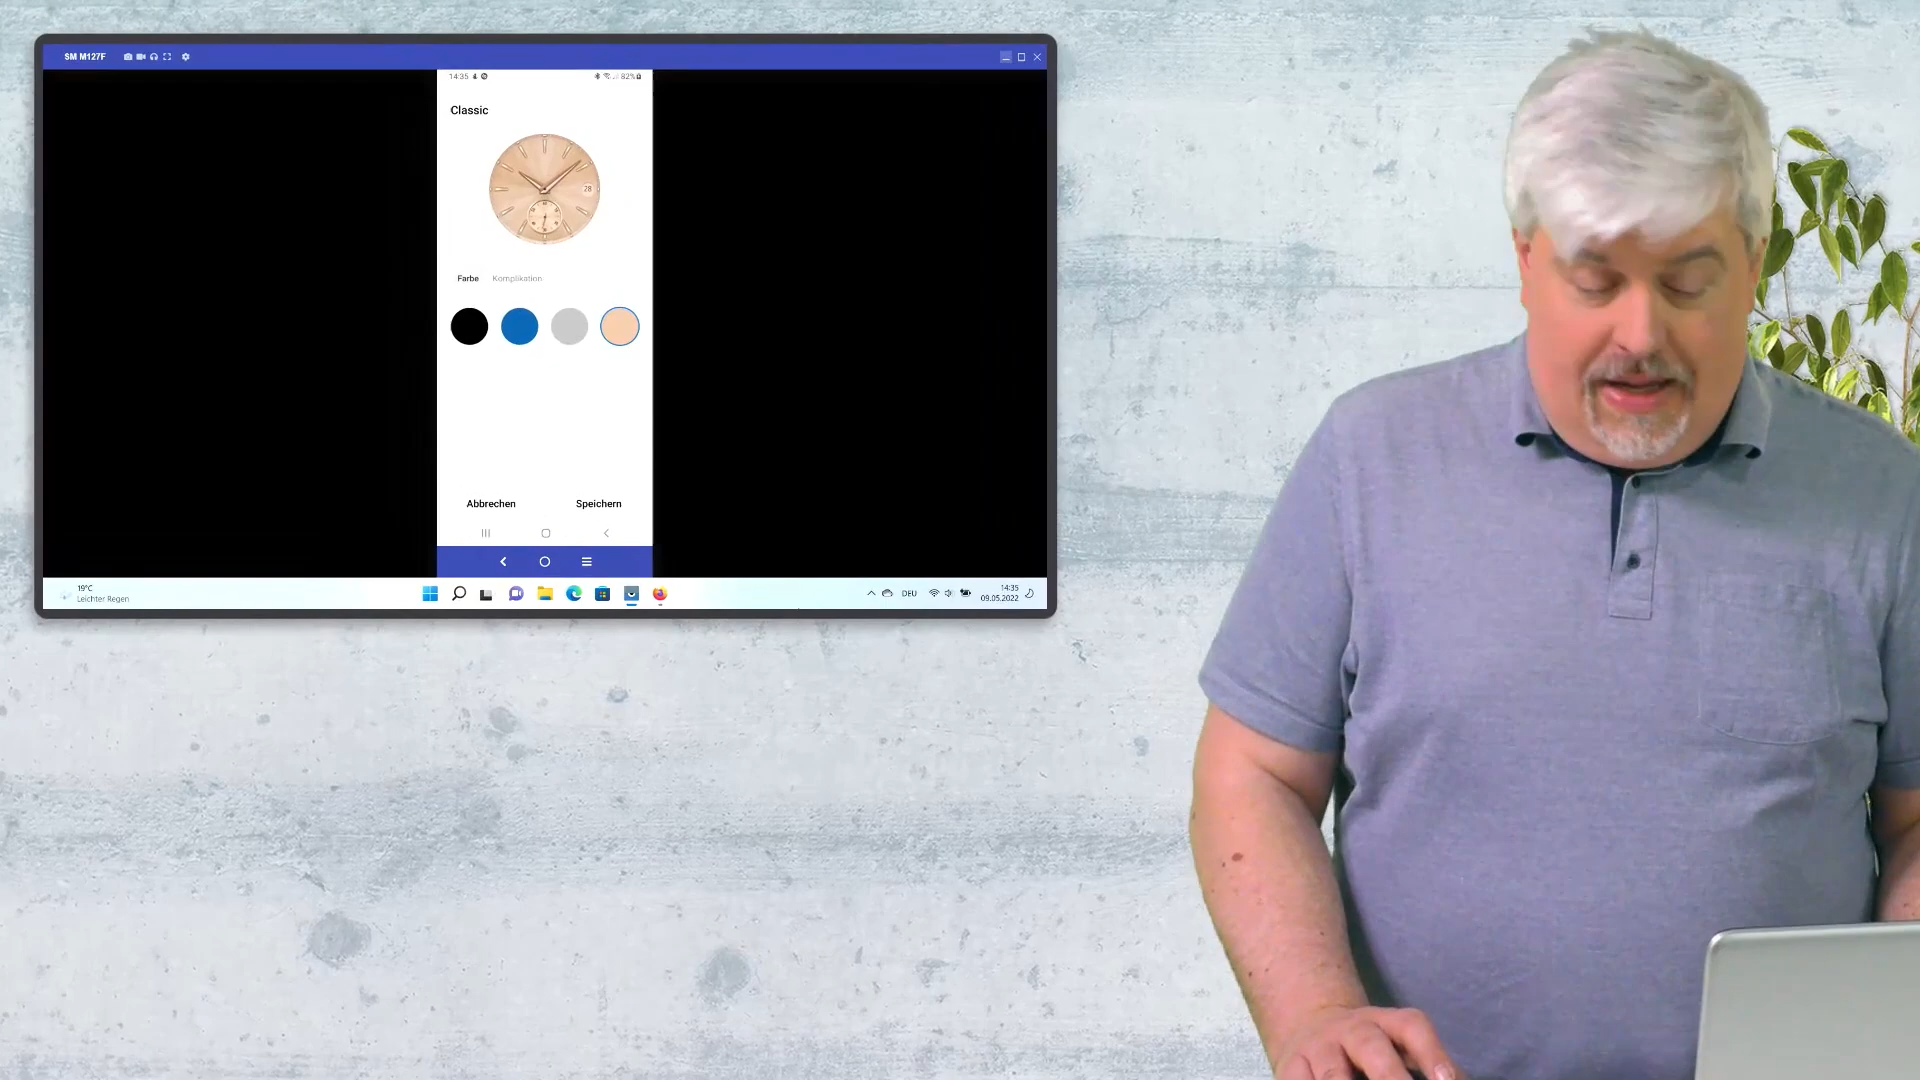 SM M127F
14:35
82%
Classic
28
Farbe Komplikation
Abbrechen Speichern
19°C
Leichter Regen
DEU
14:35
09.05.2022